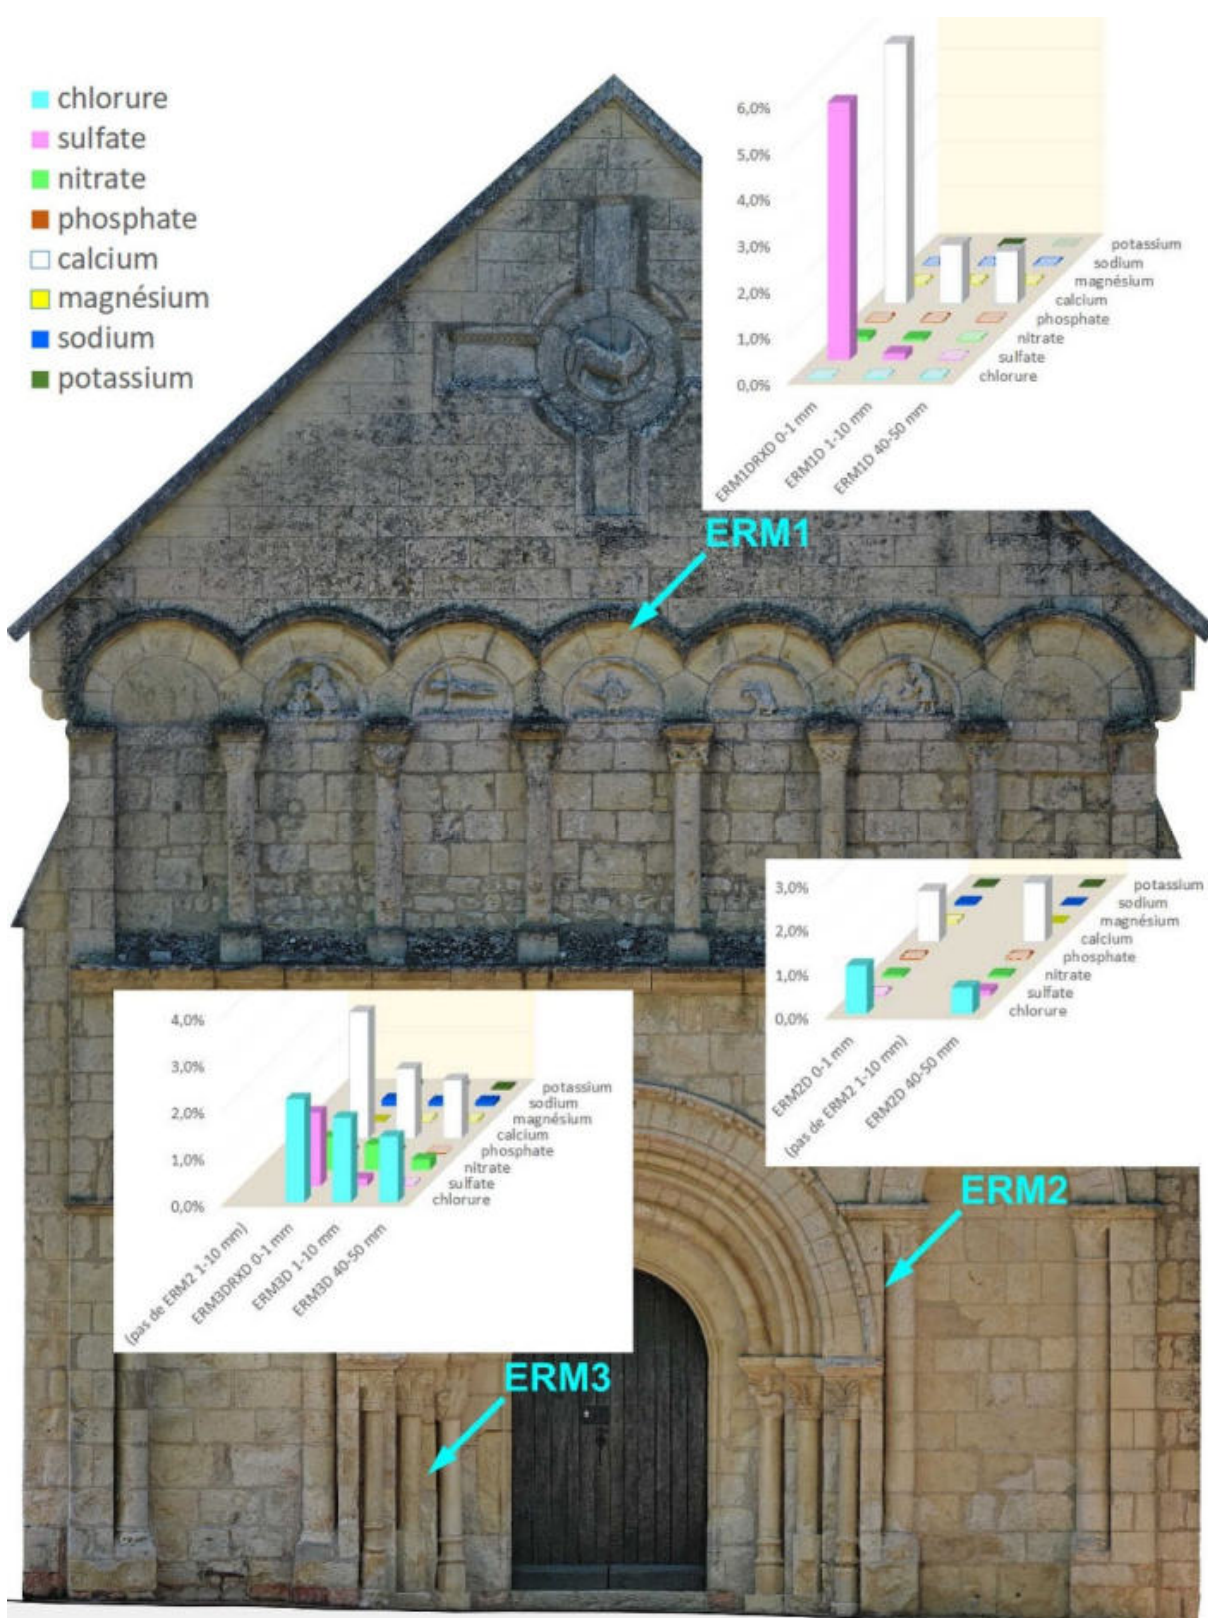 chlorure
sulfate
nitrate
phosphate
calcium
magnésium
sodium
potassium
6,0%
5,0%
4,0%
3,0%
2,0%
1,0%
0,0%
potassium
sodium
magnésium
calcium
phosphate
nitrate
sulfate
chlorure
ERM1DRXD 0-1 mm
ERM1D 1-10 mm
ERM1D 40-50 mm
ERM1
3,0%
2,0%
1,0%
0,0%
potassium
sodium
magnésium
calcium
phosphate
nitrate
sulfate
chlorure
ERM2D 0-1 mm
(pas de ERM2 1-10 mm)
ERM2D 40-50 mm
ERM2
4,0%
3,0%
2,0%
1,0%
0,0%
potassium
sodium
magnésium
calcium
phosphate
nitrate
sulfate
chlorure
(pas de ERM2 1-10 mm)
ERM3DRXD 0-1 mm
ERM3D 1-10 mm
ERM3D 40-50 mm
ERM3